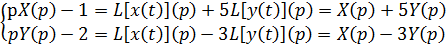 pX(p) − 1 = L[x(t)](p) + 5L[y(t)](p) = X(p) + 5Y(p)
pY(p) − 2 = L[x(t)](p) − 3L[y(t)](p) = X(p) − 3Y(p)